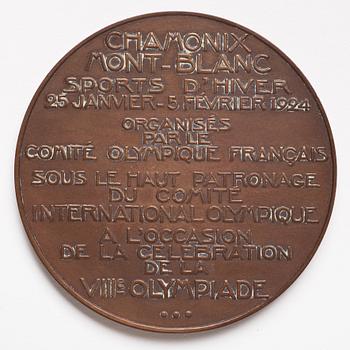 CHAMONIX
MONT-BLANC
SPORTS D'HIVER
25 JANVIER-5, FEVRIER 1924
ORGANISÉS
PAR LE
COMITÉ OLYMPIQUE FRANÇAIS
SOUS LE HAUT PATRONAGE
DU COMITÉ
INTERNATIONAL OLYMPIQUE
A L'OCCASION
DE LA CÉLÉBRATION
DE LA
VIIIE OLYMPIADE